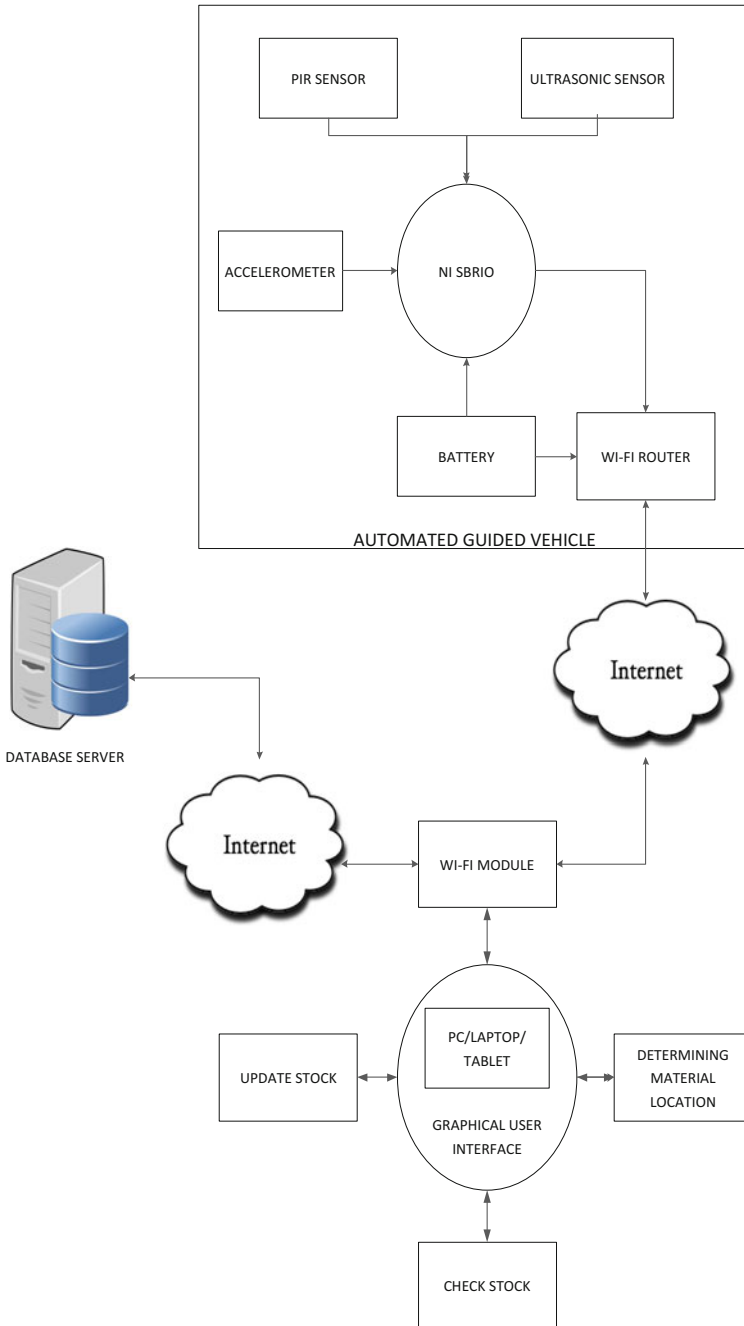 PIR SENSOR
ULTRASONIC SENSOR
ACCELEROMETER
NI SBRIO
BATTERY
WI-FI ROUTER
AUTOMATED GUIDED VEHICLE
Internet
DATABASE SERVER
Internet
WI-FI MODULE
PC/LAPTOP/
TABLET
UPDATE STOCK
DETERMINING
MATERIAL
LOCATION
GRAPHICAL USER
INTERFACE
CHECK STOCK